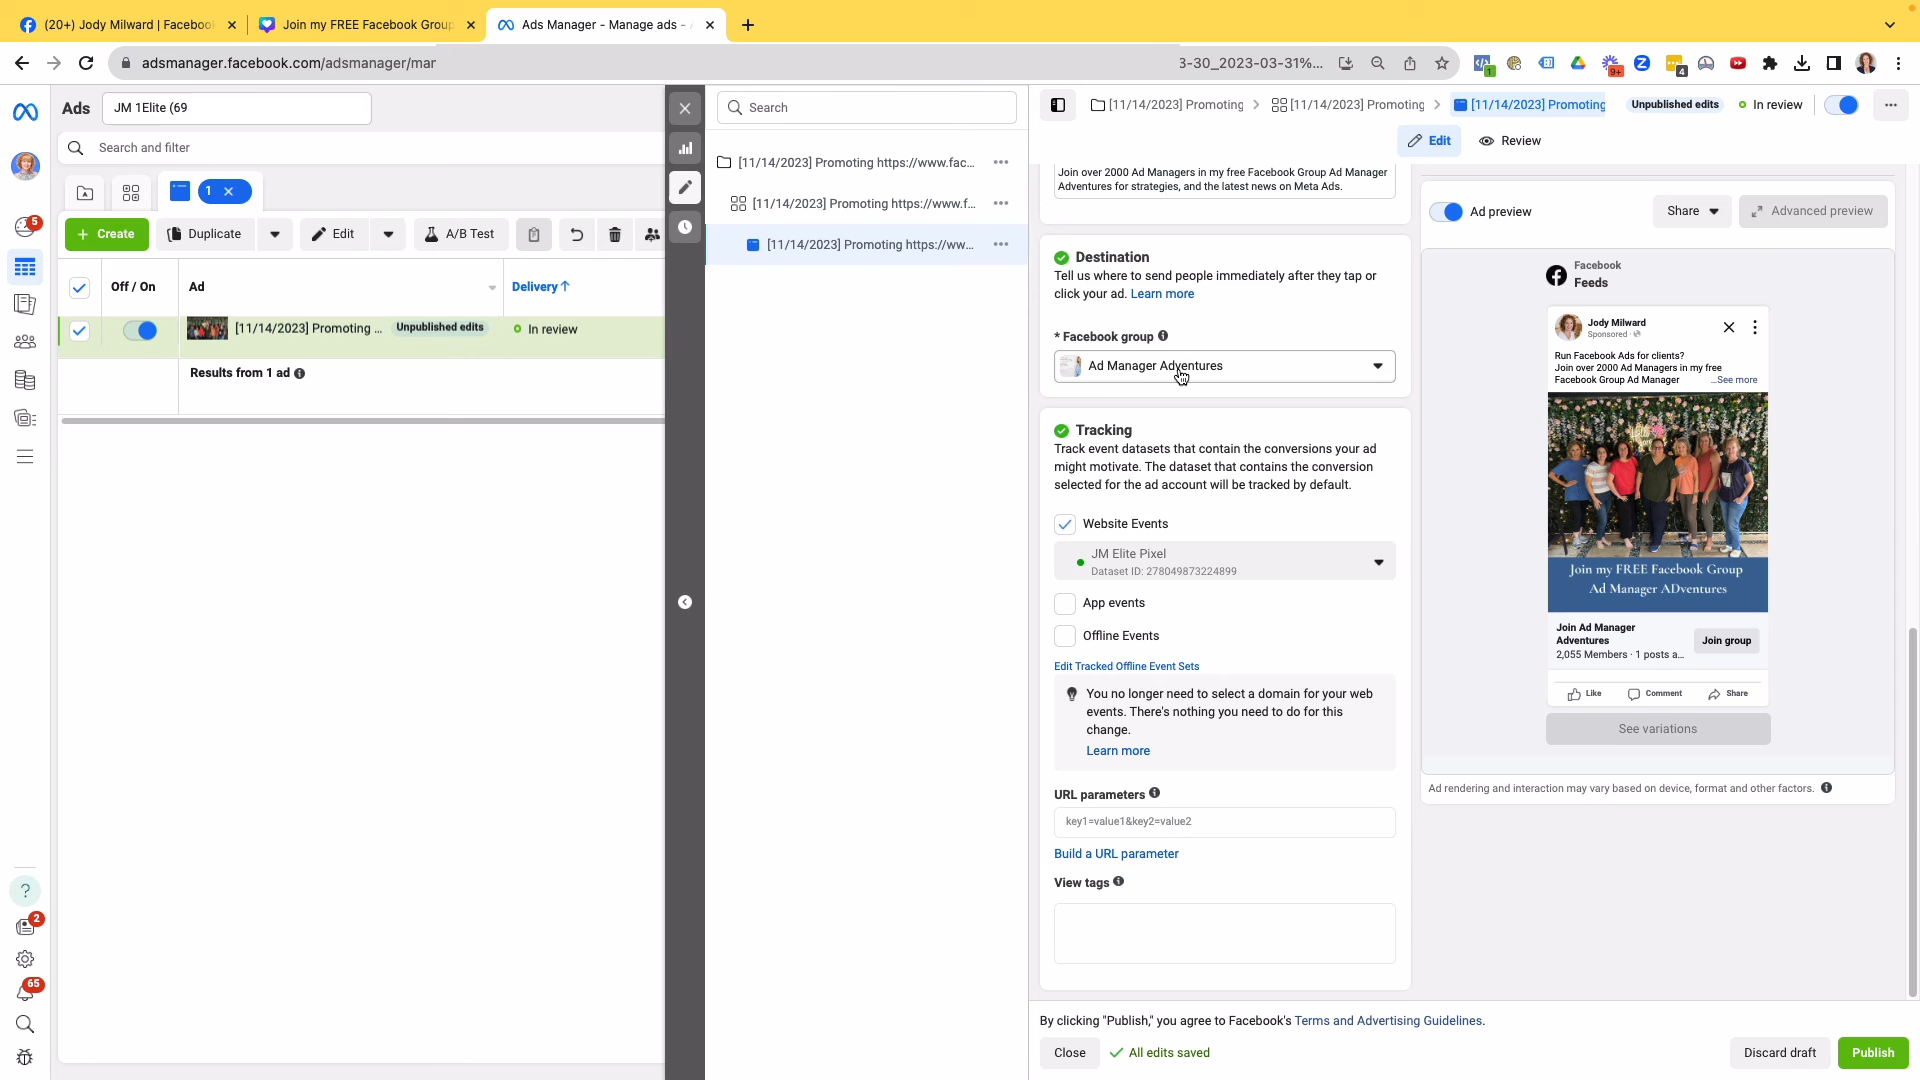 (20+) Jody Milward | Facebook
Join my FREE Facebook Group
Ads Manager - Manage ads -
adsmanager.facebook.com/adsmanager/mar
3-30_2023-03-31%...
1
9+
4
Ads
JM 1Elite (69
Search
[11/14/2023] Promoting
[11/14/2023] Promoting
[11/14/2023] Promoting
Unpublished edits
In review
Search and filter
Edit
Review
1
[11/14/2023] Promoting https://www.fac...
[11/14/2023] Promoting https://www.f...
[11/14/2023] Promoting https://ww...
5
Create
Duplicate
Edit
A/B Test
Off / On
Ad
Delivery
[11/14/2023] Promoting ...
Unpublished edits
In review
Results from 1 ad
Join over 2000 Ad Managers in my free Facebook Group Ad Manager
Adventures for strategies, and the latest news on Meta Ads.
Destination
Tell us where to send people immediately after they tap or
click your ad. Learn more
* Facebook group
Ad Manager Adventures
Tracking
Track event datasets that contain the conversions your ad
might motivate. The dataset that contains the conversion
selected for the ad account will be tracked by default.
Website Events
JM Elite Pixel
Dataset ID: 278049873224899
App events
Offline Events
Edit Tracked Offline Event Sets
You no longer need to select a domain for your web
events. There's nothing you need to do for this
change.
Learn more
URL parameters
key1=value1&key2=value2
Build a URL parameter
View tags
Ad preview
Share
Advanced preview
Facebook
Feeds
Jody Milward
Sponsored ·
Run Facebook Ads for clients?
Join over 2000 Ad Managers in my free
Facebook Group Ad Manager ...See more
Join my FREE Facebook Group
Ad Manager ADventures
Join Ad Manager
Adventures
2,055 Members · 1 posts a...
Join group
Like
Comment
Share
See variations
Ad rendering and interaction may vary based on device, format and other factors.
?
2
65
By clicking "Publish," you agree to Facebook's Terms and Advertising Guidelines.
Close
All edits saved
Discard draft
Publish